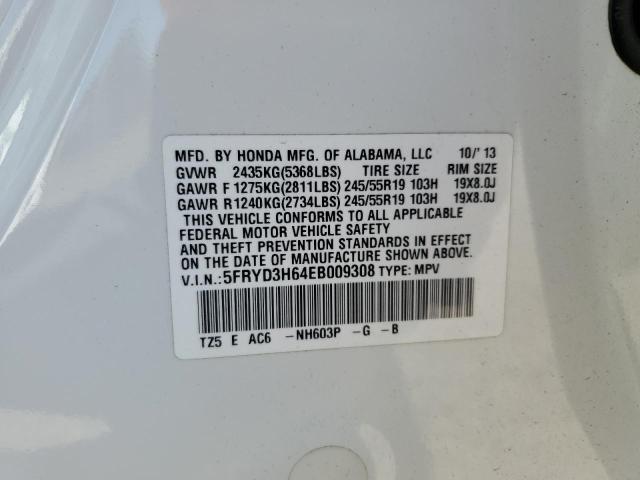 MFD. BY HONDA MFG. OF ALABAMA, LLC 10/'13
GVWR 2435KG(5368LBS) TIRE SIZE RIM SIZE
GAWR F 1275KG(2811LBS) 245/55R19 103H 19X8.0J
GAWR R 1240KG(2734LBS) 245/55R19 103H 19X8.0J
THIS VEHICLE CONFORMS TO ALL APPLICABLE
FEDERAL MOTOR VEHICLE SAFETY
AND THEFT PREVENTION STANDARDS IN EFFECT
ON THE DATE OF MANUFACTURE SHOWN ABOVE.
V.I.N.:5FRYD3H64EB009308 TYPE: MPV
TZ5 E AC6 -NH603P -G -B